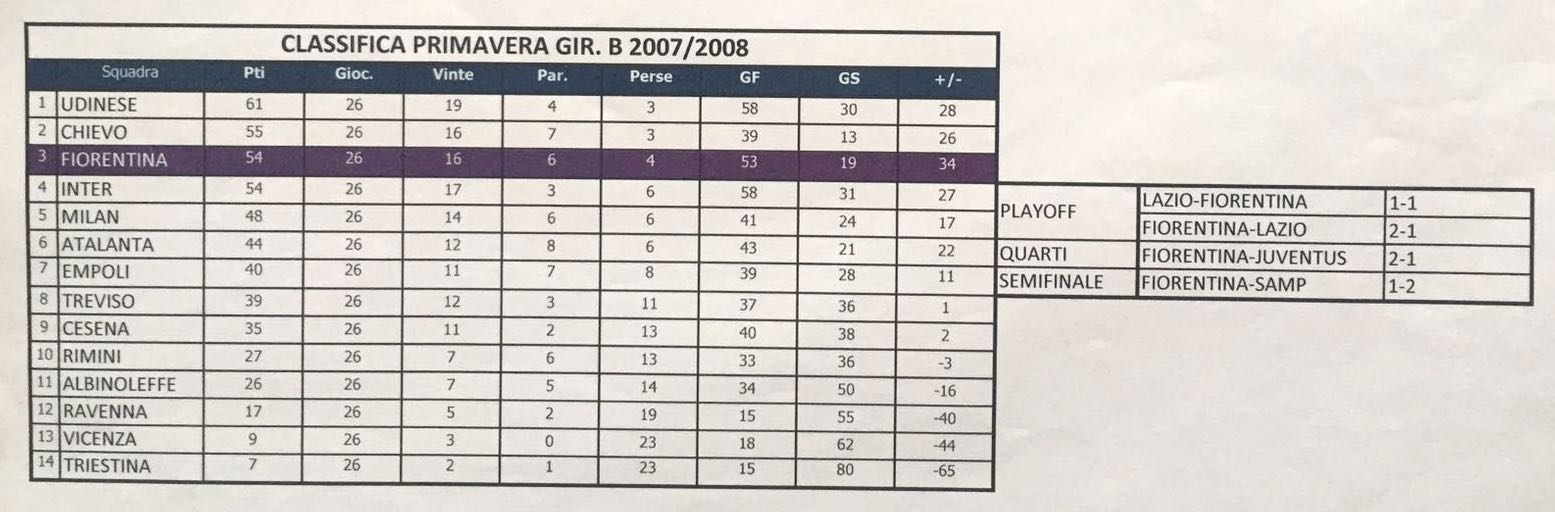 CLASSIFICA PRIMAVERA GIR. B 2007/2008
Squadra Pti Gioc. Vinte Par. Perse GF GS +/-
1 UDINESE 61 26 19 4 3 58 30 28
2 CHIEVO 55 26 16 7 3 39 13 26
3 FIORENTINA 54 26 16 6 4 53 19 34
4 INTER 54 26 17 3 6 58 31 27
5 MILAN 48 26 14 6 6 41 24 17
6 ATALANTA 44 26 12 8 6 43 21 22
7 EMPOLI 40 26 11 7 8 39 28 11
8 TREVISO 39 26 12 3 11 37 36 1
9 CESENA 35 26 11 2 13 40 38 2
10 RIMINI 27 26 7 6 13 33 36 -3
11 ALBINOLEFFE 26 26 7 5 14 34 50 -16
12 RAVENNA 17 26 5 2 19 15 55 -40
13 VICENZA 9 26 3 0 23 18 62 -44
14 TRIESTINA 7 26 2 1 23 15 80 -65
PLAYOFF LAZIO-FIORENTINA 1-1
FIORENTINA-LAZIO 2-1
QUARTI FIORENTINA-JUVENTUS 2-1
SEMIFINALE FIORENTINA-SAMP 1-2